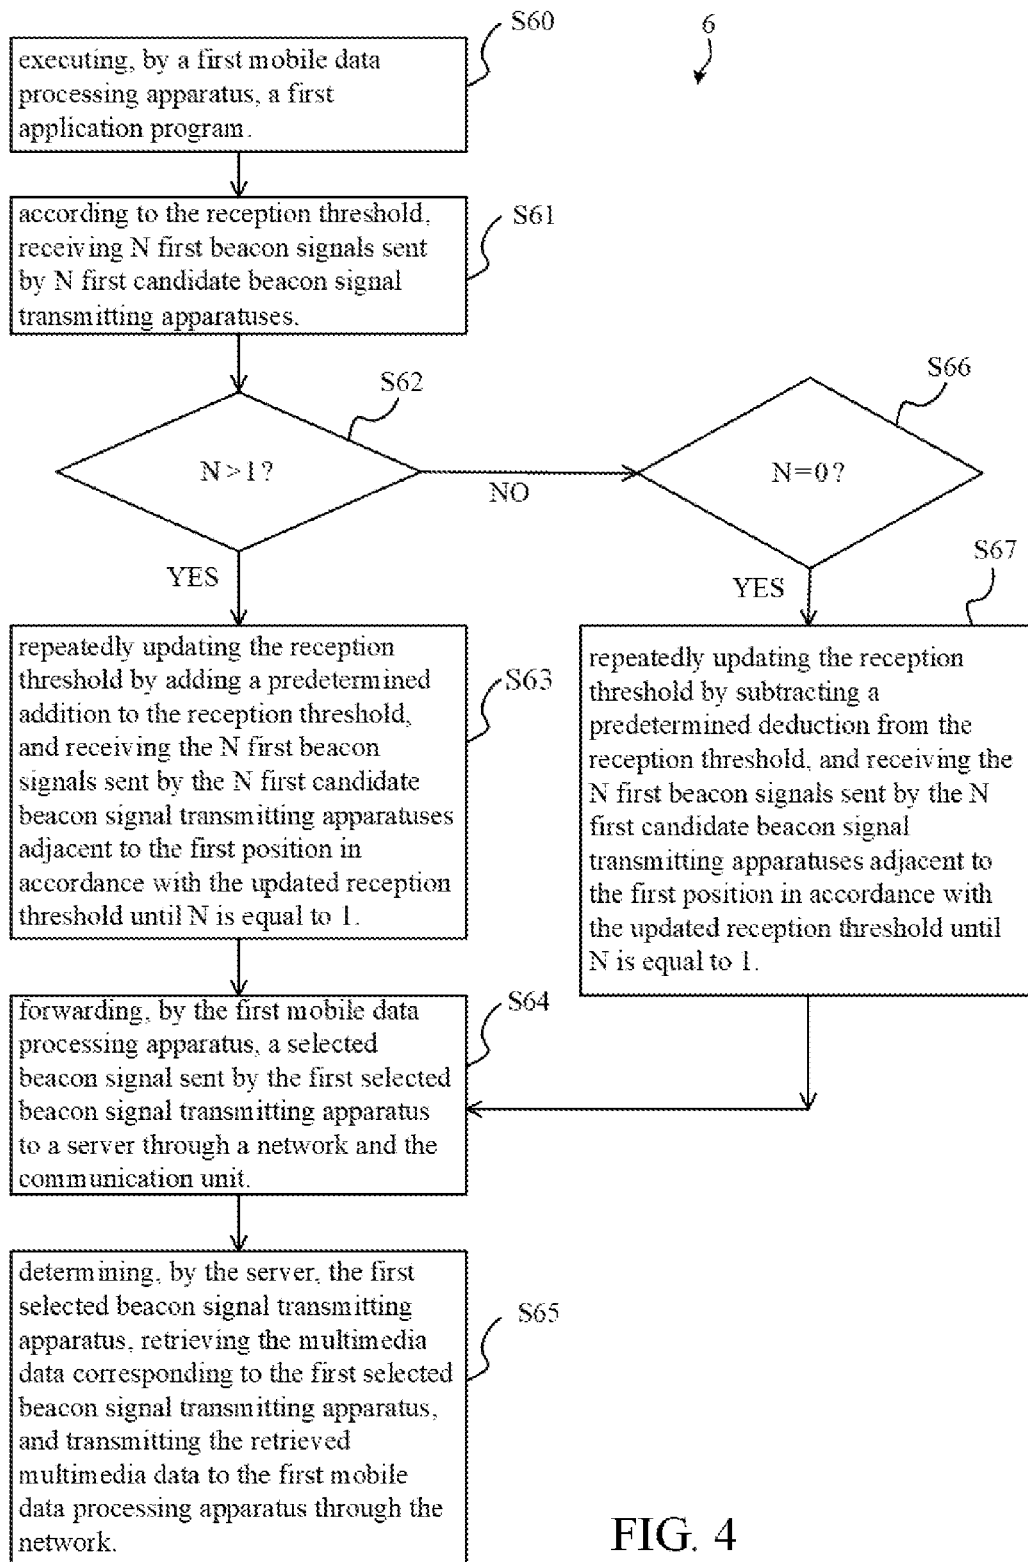 S60
6
executing, by a first mobile data
processing apparatus, a first
application program.
S61
according to the reception threshold,
receiving N first beacon signals sent
by N first candidate beacon signal
transmitting apparatuses.
S62
S66
N>1?
NO
N=0?
YES
YES
S67
repeatedly updating the reception
threshold by adding a predetermined
addition to the reception threshold,
and receiving the N first beacon
signals sent by the N first candidate
beacon signal transmitting apparatuses
adjacent to the first position in
accordance with the updated reception
threshold until N is equal to 1.
S63
repeatedly updating the reception
threshold by subtracting a
predetermined deduction from the
reception threshold, and receiving the
N first beacon signals sent by the N
first candidate beacon signal
transmitting apparatuses adjacent to
the first position in accordance with
the updated reception threshold until
N is equal to 1.
S64
forwarding, by the first mobile data
processing apparatus, a selected
beacon signal sent by the first selected
beacon signal transmitting apparatus
to a server through a network and the
communication unit.
S65
determining, by the server, the first
selected beacon signal transmitting
apparatus, retrieving the multimedia
data corresponding to the first selected
beacon signal transmitting apparatus,
and transmitting the retrieved
multimedia data to the first mobile
data processing apparatus through the
network.
FIG. 4